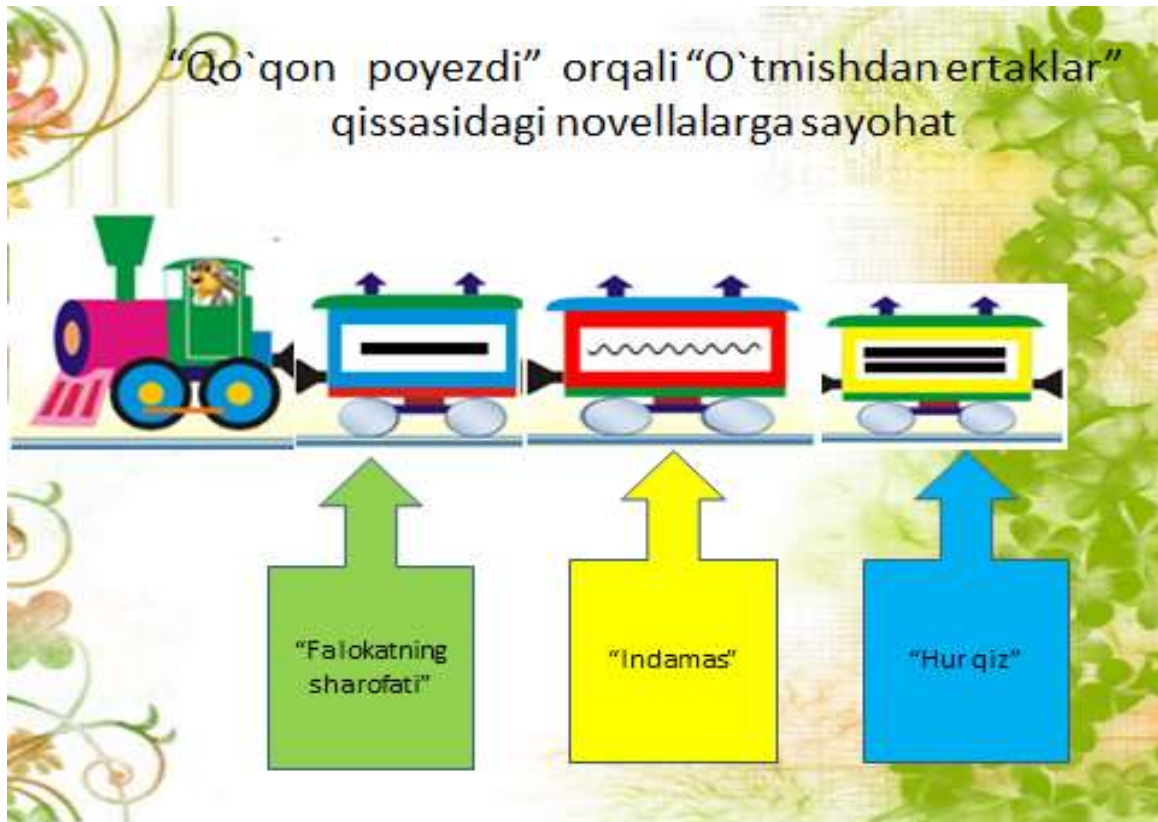 “Qo`qon poyezdi” orqali “O`tmishdan ertaklar”
qissasidagi novellalarga sayohat
“Falokatning
sharofati”
“Indamas”
“Hur qiz”